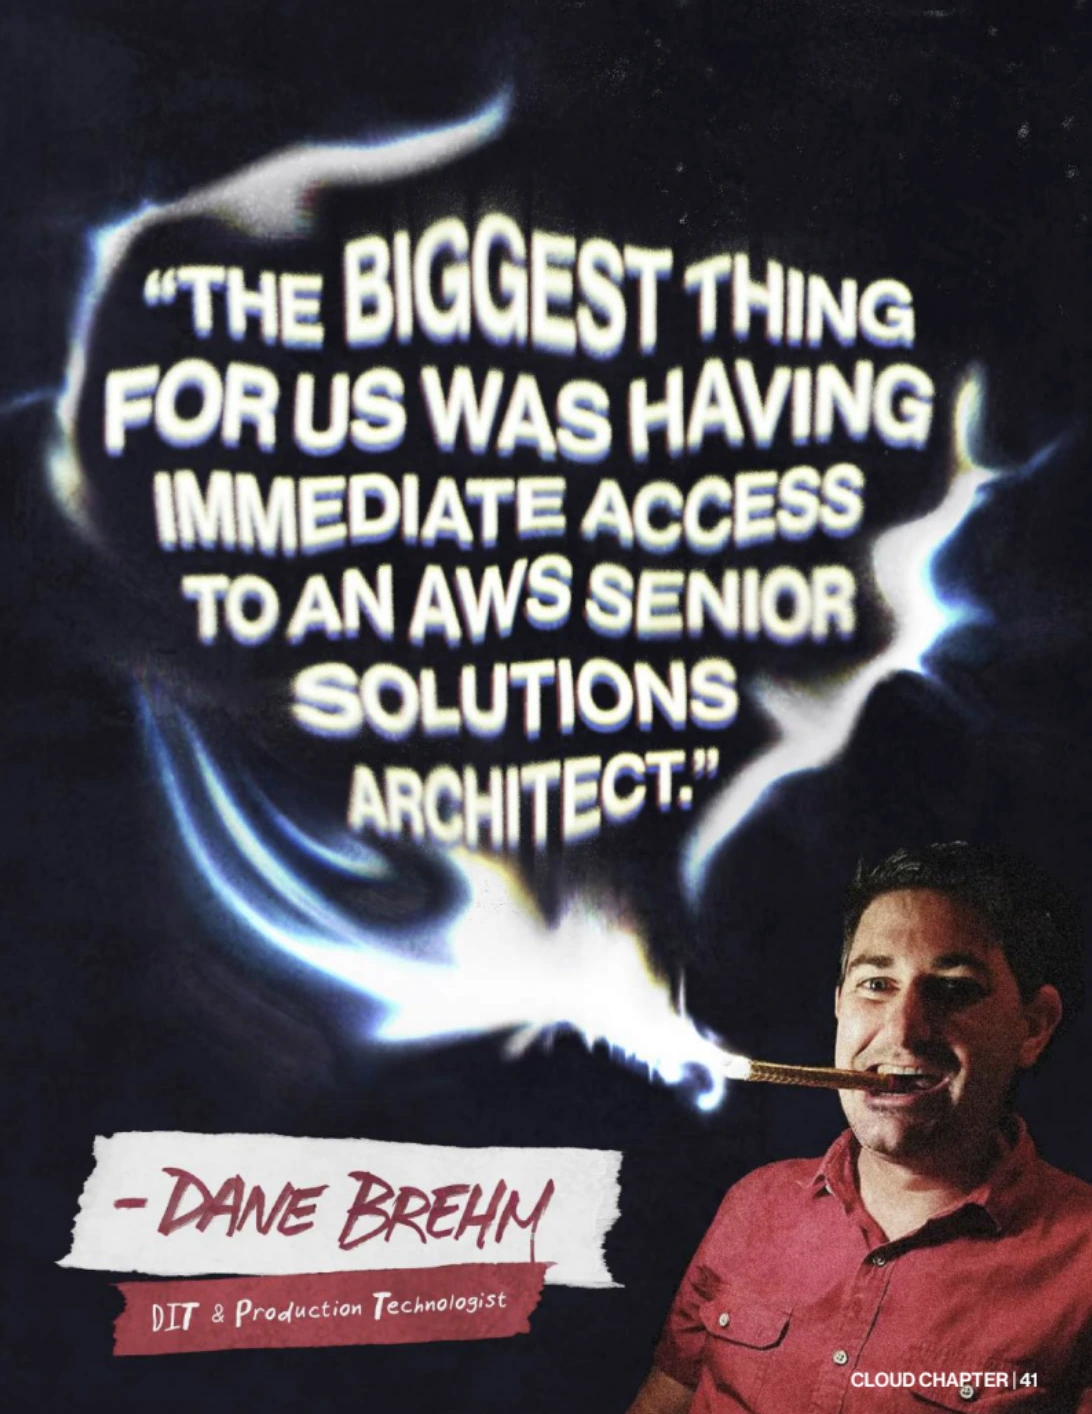 “THE BIGGEST THING
FOR US WAS HAVING
IMMEDIATE ACCESS
TO AN AWS SENIOR
SOLUTIONS
ARCHITECT.”
- DANE BREHM
DIT & Production Technologist
CLOUD CHAPTER | 41